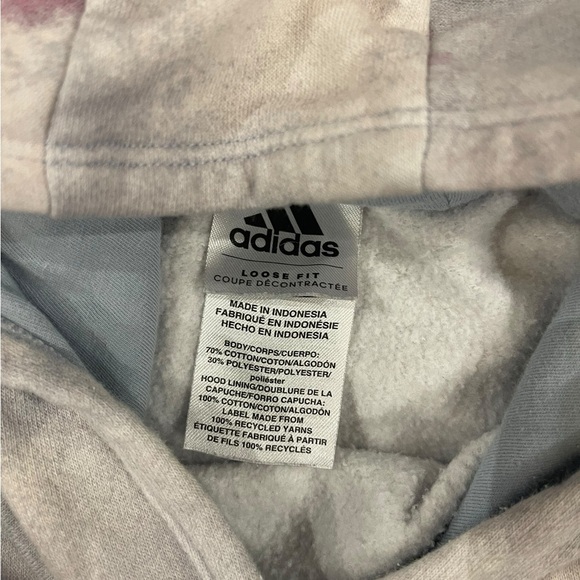 adidas
LOOSE FIT
COUPE DÉCONTRACTÉE
MADE IN INDONESIA
FABRIQUÉ EN INDONÉSIE
HECHO EN INDONESIA
BODY/CORPS/CUERPO:
70% COTTON/COTON/ALGODÓN
30% POLYESTER/POLYESTER/
poliéster
HOOD LINING/DOUBLURE DE LA
CAPUCHE/FORRO CAPUCHA:
100% COTTON/COTON/ALGODÓN
LABEL MADE FROM
100% RECYCLED YARNS
ÉTIQUETTE FABRIQUÉ À PARTIR
DE FILS 100% RECYCLÉS